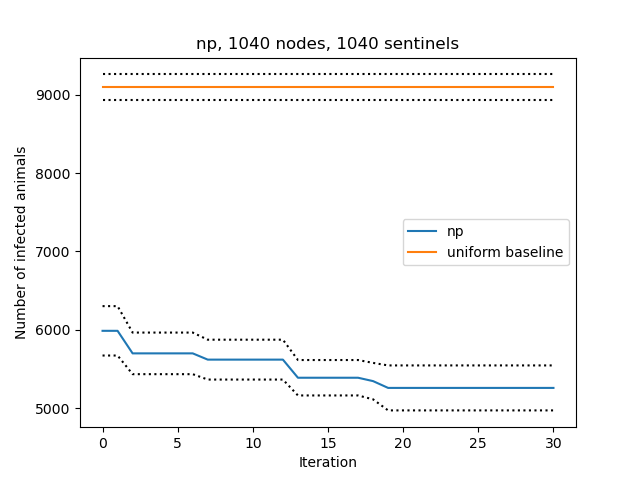 np, 1040 nodes, 1040 sentinels
Number of infected animals
9000
8000
7000
6000
5000
np
uniform baseline
0 5 10 15 20 25 30
Iteration